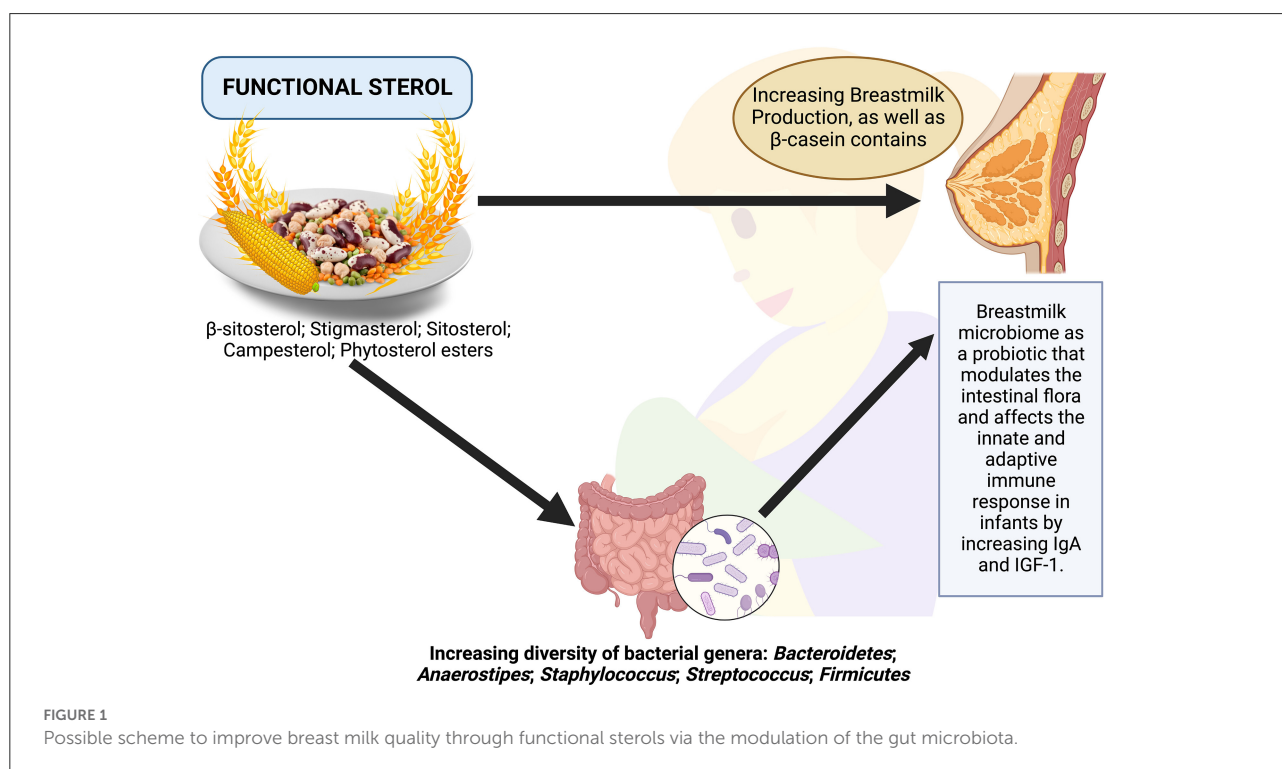 FUNCTIONAL STEROL
Increasing Breastmilk
Production, as well as
β-casein contains
β-sitosterol; Stigmasterol; Sitosterol;
Campesterol; Phytosterol esters
Breastmilk
microbiome as
a probiotic that
modulates the
intestinal flora
and affects the
innate and
adaptive
immune
response in
infants by
increasing IgA
and IGF-1.
Increasing diversity of bacterial genera: Bacteroidetes;
Anaerostipes; Staphylococcus; Streptococcus; Firmicutes
FIGURE 1
Possible scheme to improve breast milk quality through functional sterols via the modulation of the gut microbiota.